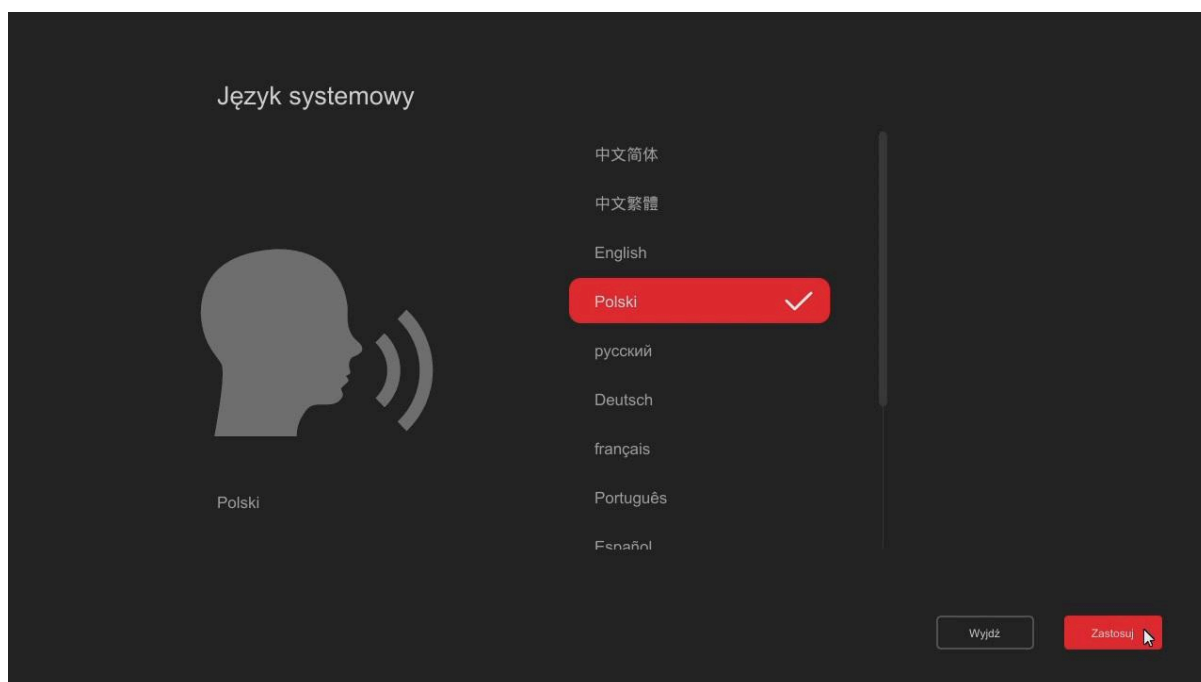 Język systemowy
中文简体
中文繁體
English
Polski
русский
Deutsch
français
Português
Español
Polski
Wyjdź
Zastosuj